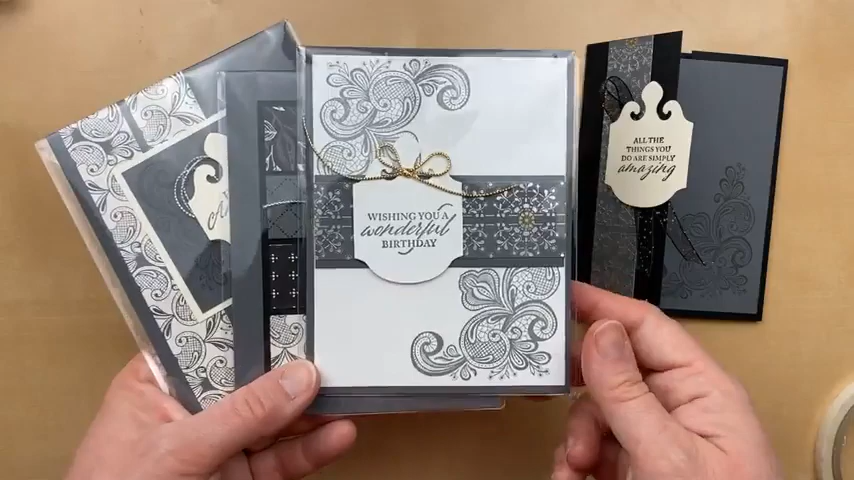 WISHING YOU A
wonderful
BIRTHDAY
ALL THE
THINGS YOU
DO ARE SIMPLY
amazing